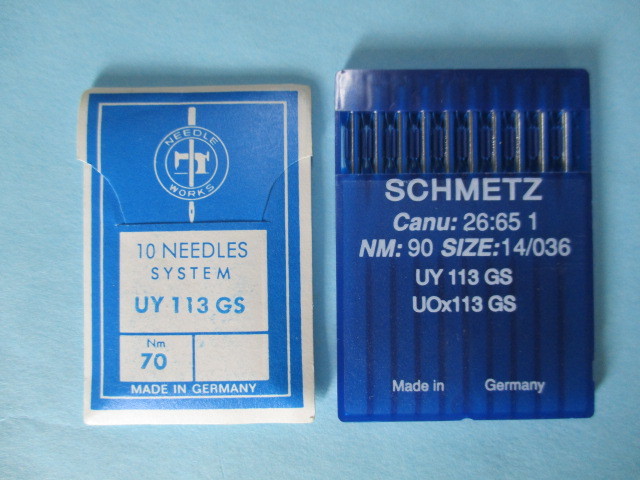 NEEDLE
WORKS
10 NEEDLES
SYSTEM
UY 113 GS
Nm
70
MADE IN GERMANY
SCHMETZ
Canu: 26:65 1
NM: 90 SIZE:14/036
UY 113 GS
UOx113 GS
Made in Germany